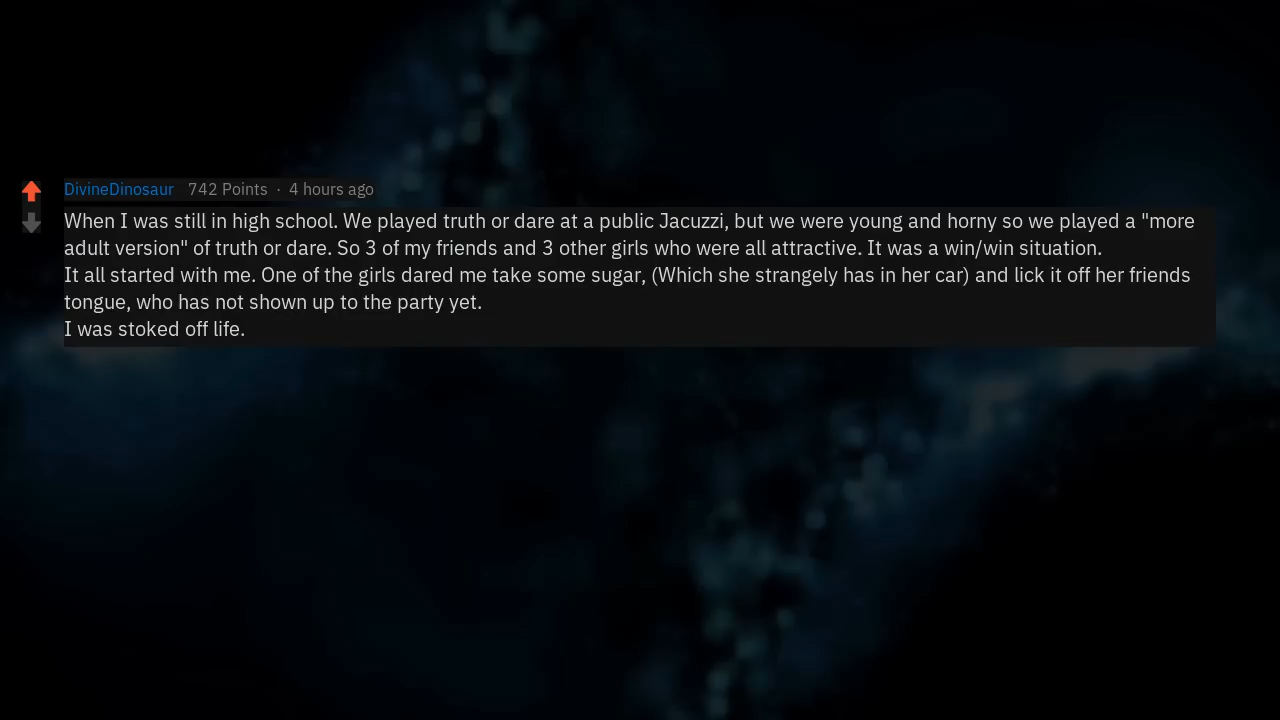 DivineDinosaur 742 Points · 4 hours ago
When I was still in high school. We played truth or dare at a public Jacuzzi, but we were young and horny so we played a "more
adult version" of truth or dare. So 3 of my friends and 3 other girls who were all attractive. It was a win/win situation.
It all started with me. One of the girls dared me take some sugar, (Which she strangely has in her car) and lick it off her friends
tongue, who has not shown up to the party yet.
I was stoked off life.